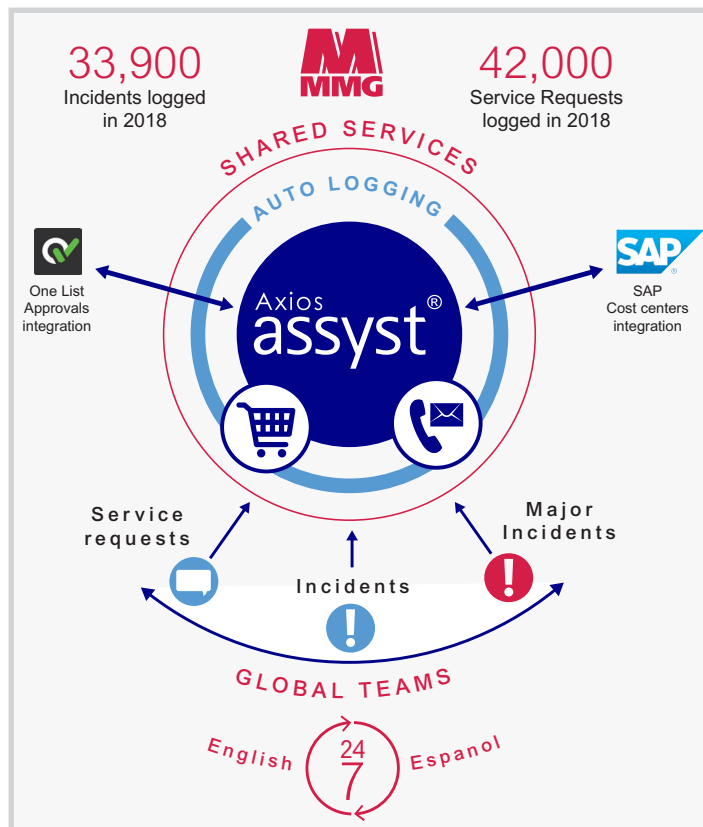 33,900
Incidents logged
in 2018
MMG
42,000
Service Requests
logged in 2018
SHARED SERVICES
AUTO LOGGING
One List
Approvals
integration
Axios
assyst®
SAP®
SAP
Cost centers
integration
Service
requests
Incidents
Major
Incidents
GLOBAL TEAMS
English
24
7
Espanol